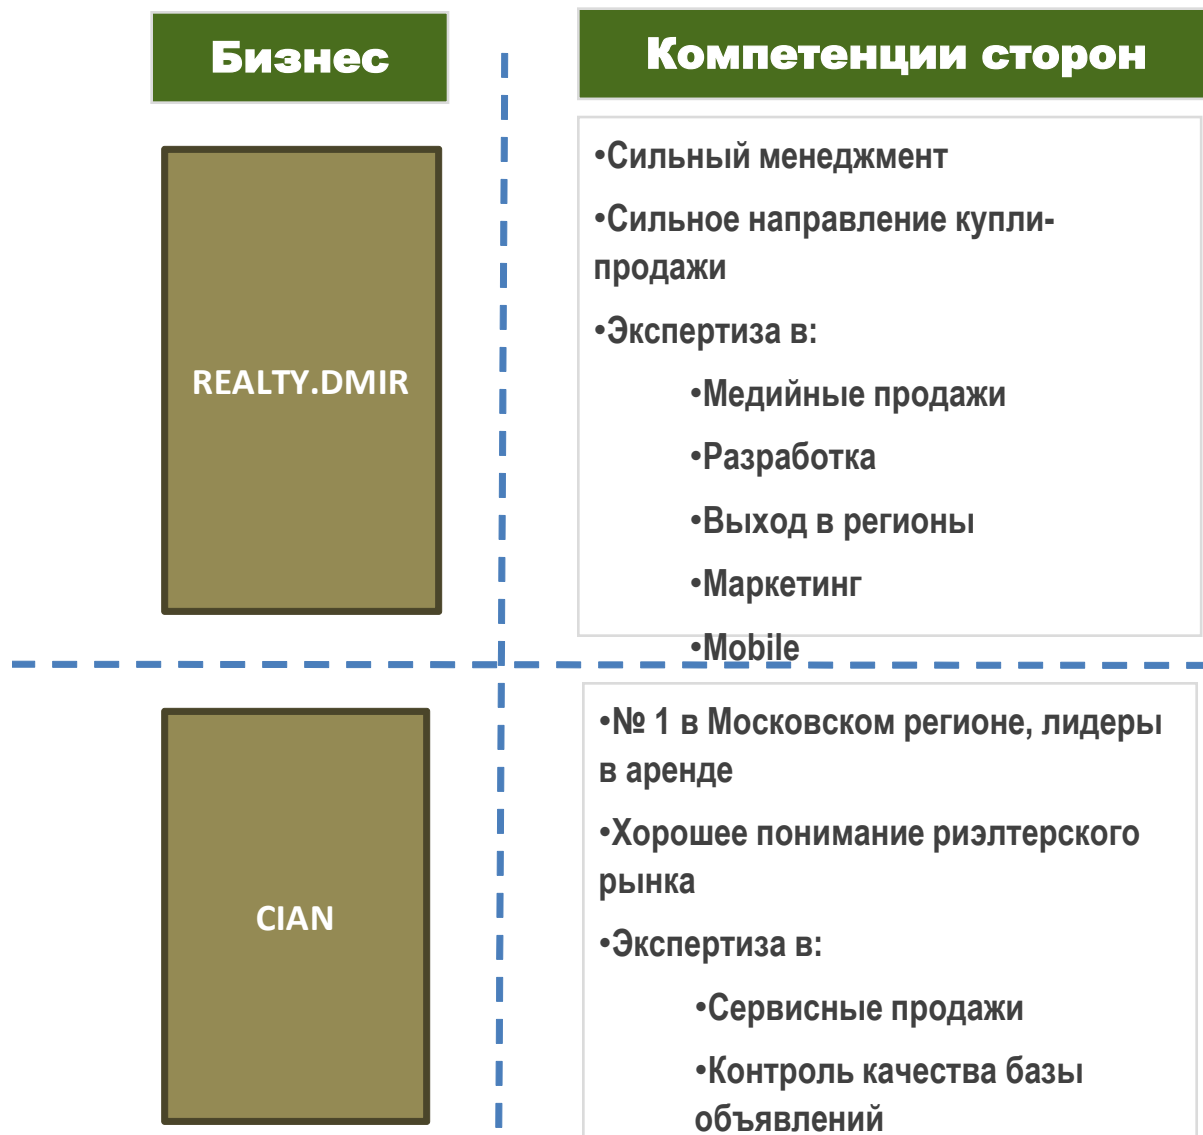 Бизнес
Компетенции сторон
REALTY.DMIR
•Сильный менеджмент
•Сильное направление купли-
продажи
•Экспертиза в:
•Медийные продажи
•Разработка
•Выход в регионы
•Маркетинг
•Mobile
CIAN
•№ 1 в Московском регионе, лидеры
в аренде
•Хорошее понимание риэлтерского
рынка
•Экспертиза в:
•Сервисные продажи
•Контроль качества базы
объявлений